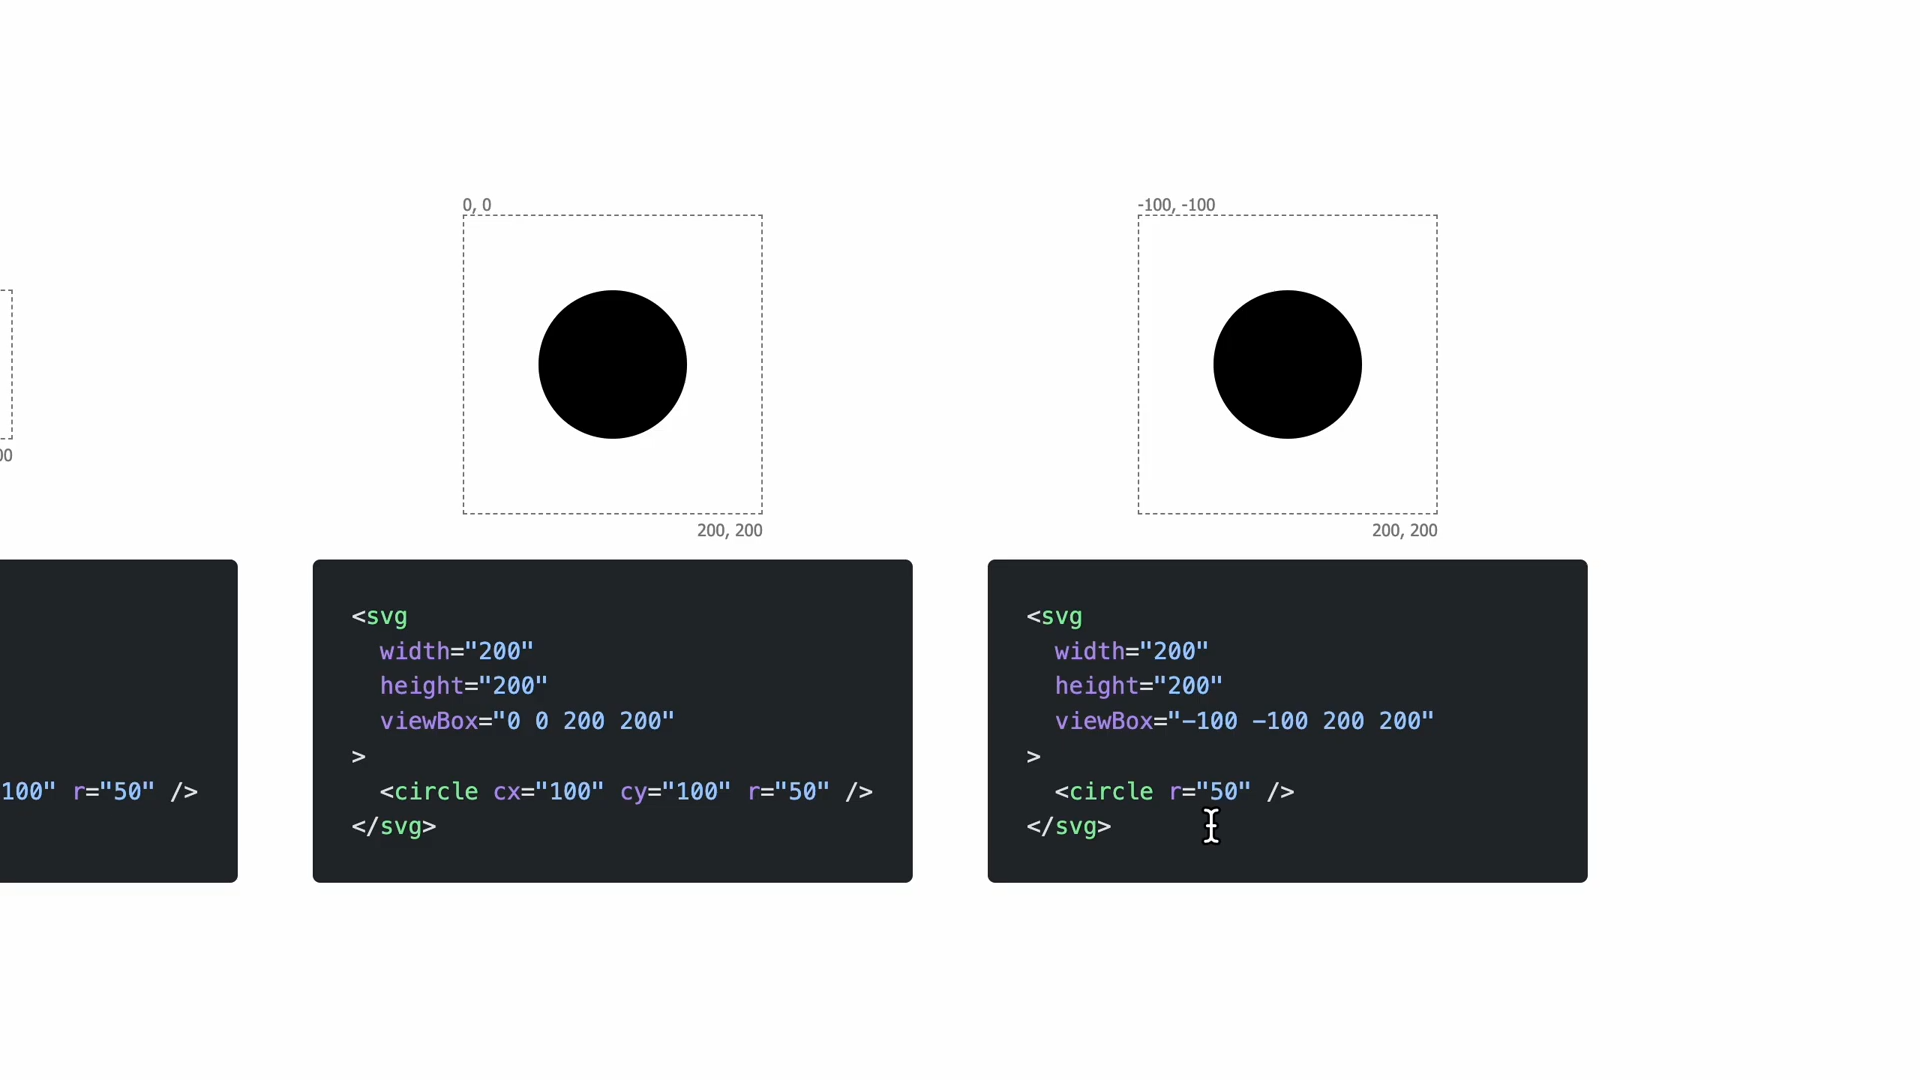 00
100" r="50" />
0, 0
200, 200
<svg
  width="200"
  height="200"
  viewBox="0 0 200 200"
>
  <circle cx="100" cy="100" r="50" />
</svg>
-100, -100
200, 200
<svg
  width="200"
  height="200"
  viewBox="-100 -100 200 200"
>
  <circle r="50" />
</svg>